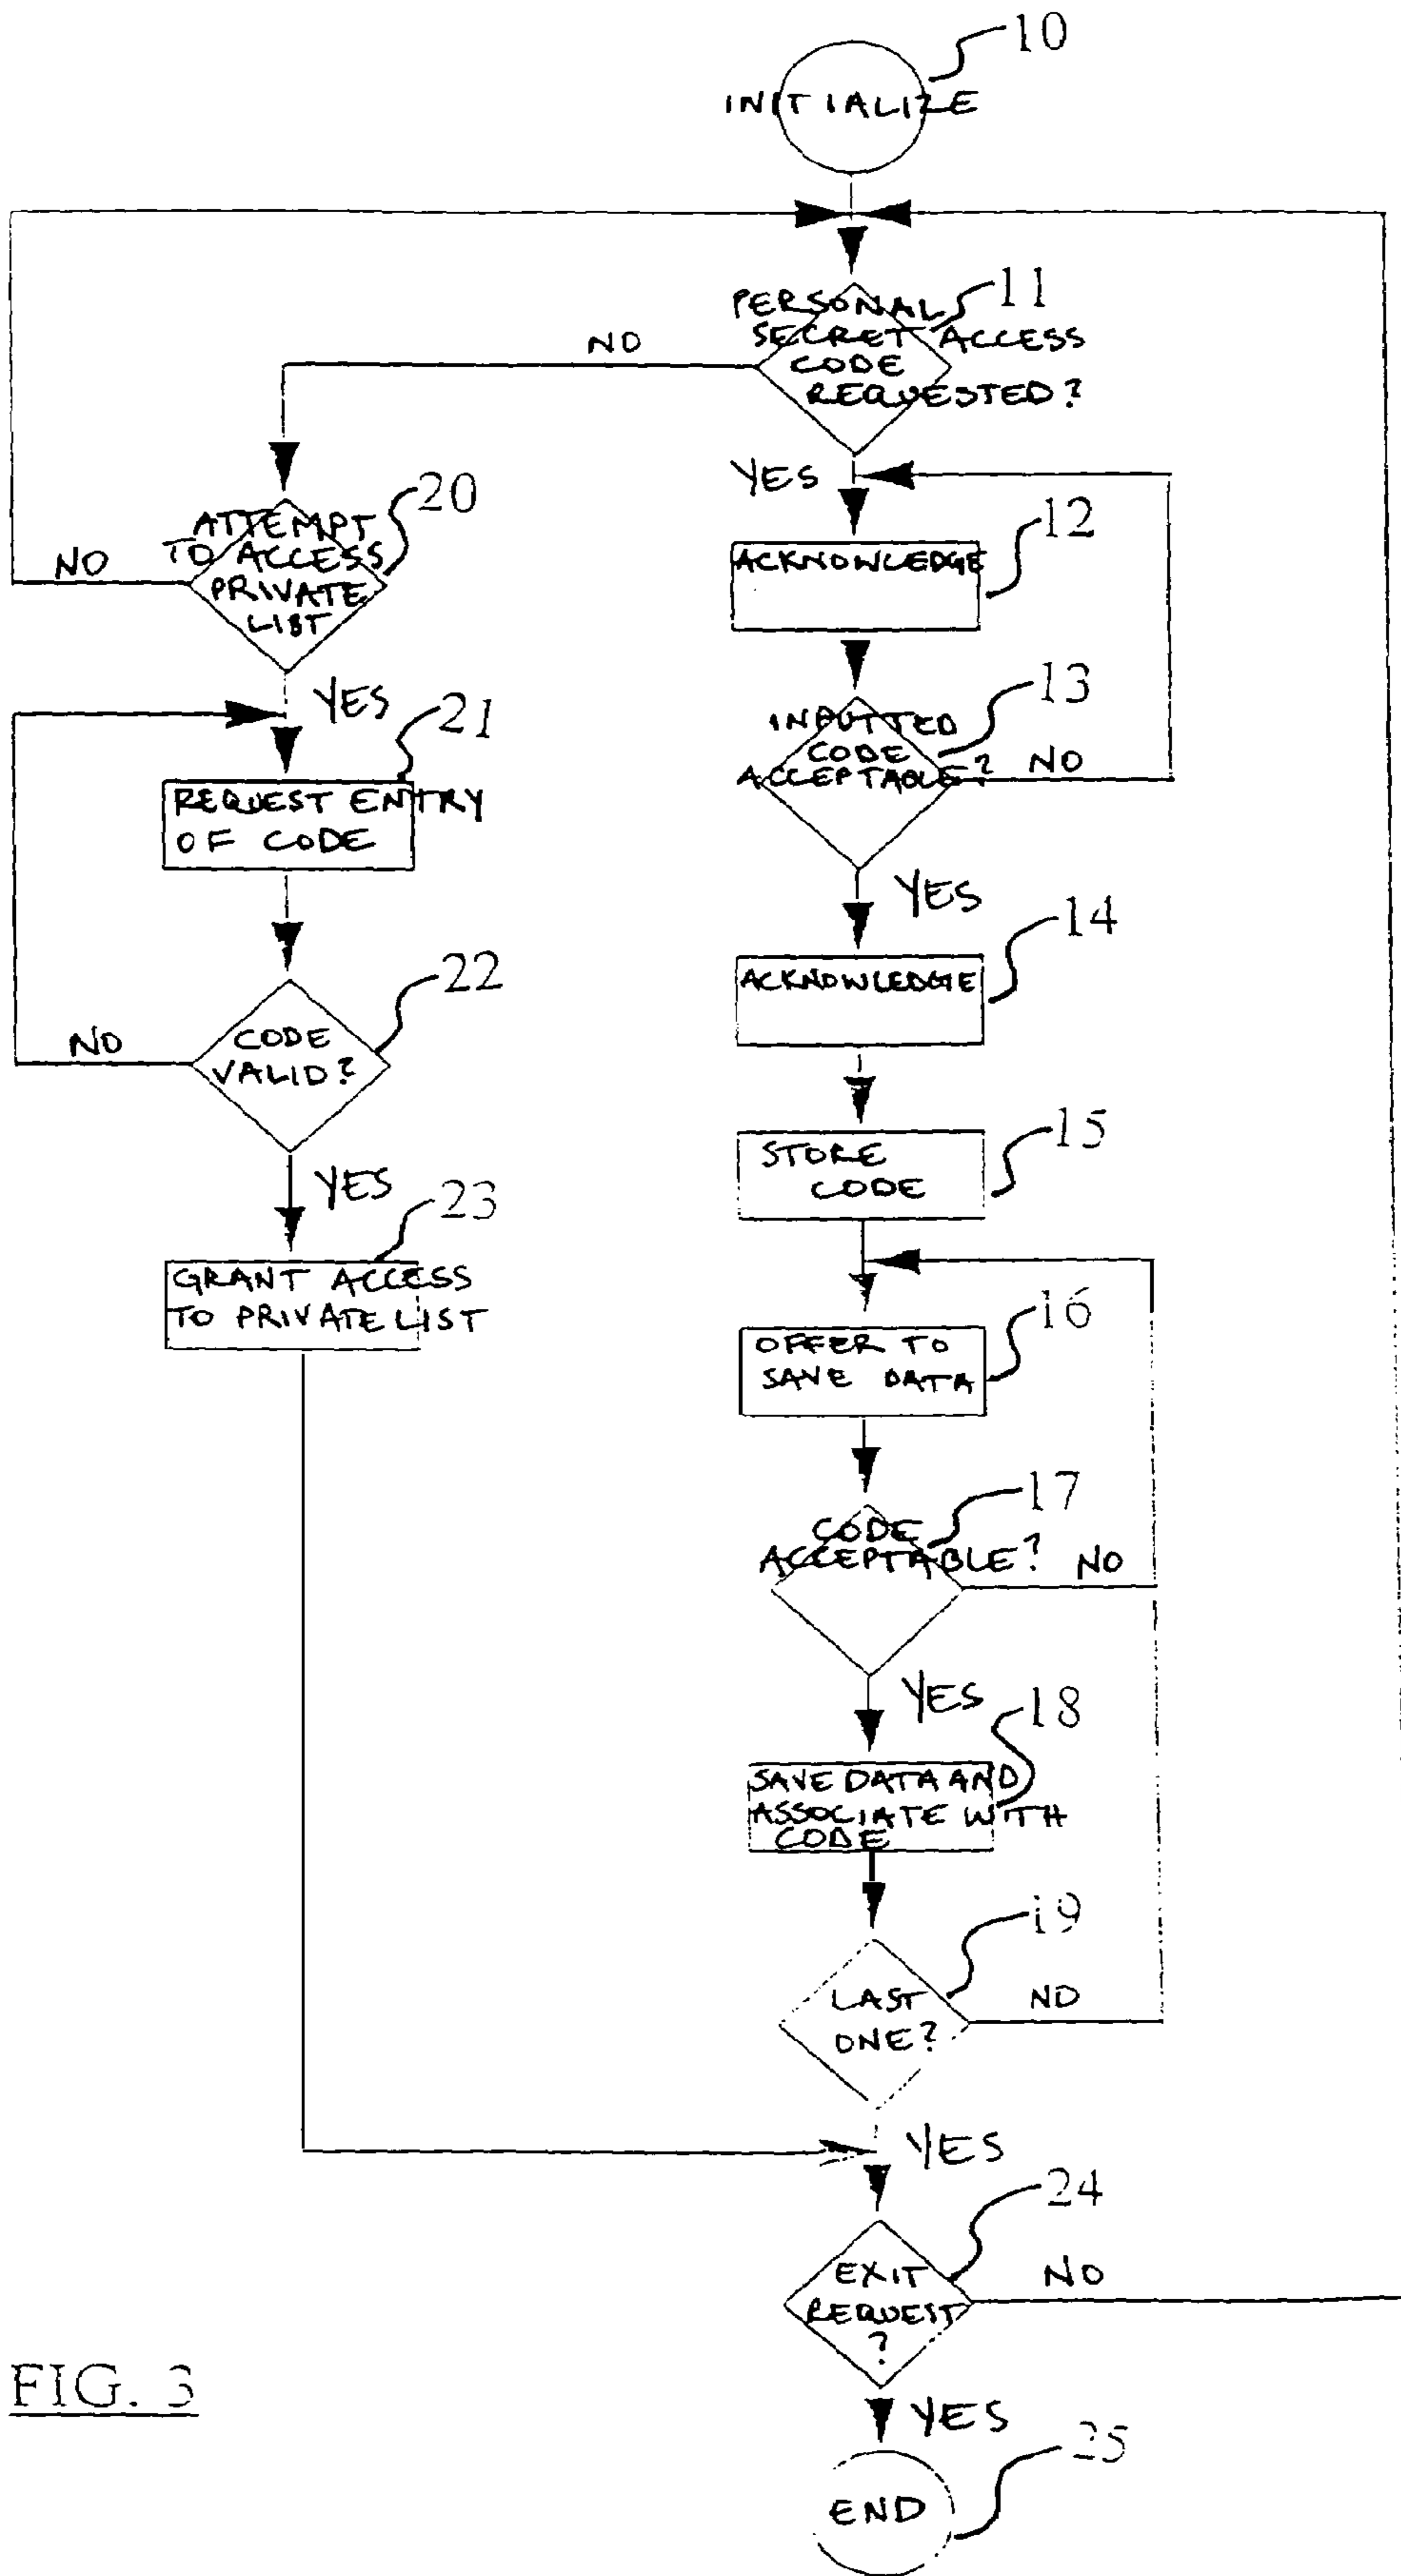 10
INITIALIZE
PERSONAL
11
SECRET ACCESS
CODE
REQUESTED?
NO
YES
ATTEMPT
20
TO ACCESS
PRIVATE
LIST
NO
12
ACKNOWLEDGE
YES
13
INPUTTED
CODE
ACCEPTABLE?
NO
21
REQUEST ENTRY
OF CODE
YES
14
ACKNOWLEDGE
22
CODE
VALID?
NO
15
STORE
CODE
YES
23
GRANT ACCESS
TO PRIVATE LIST
16
OFFER TO
SAVE DATA
17
CODE
ACCEPTABLE?
NO
YES
18
SAVE DATA AND
ASSOCIATE WITH
CODE
19
LAST
ONE?
NO
YES
24
EXIT
REQUEST
?
NO
FIG. 3
YES
25
END